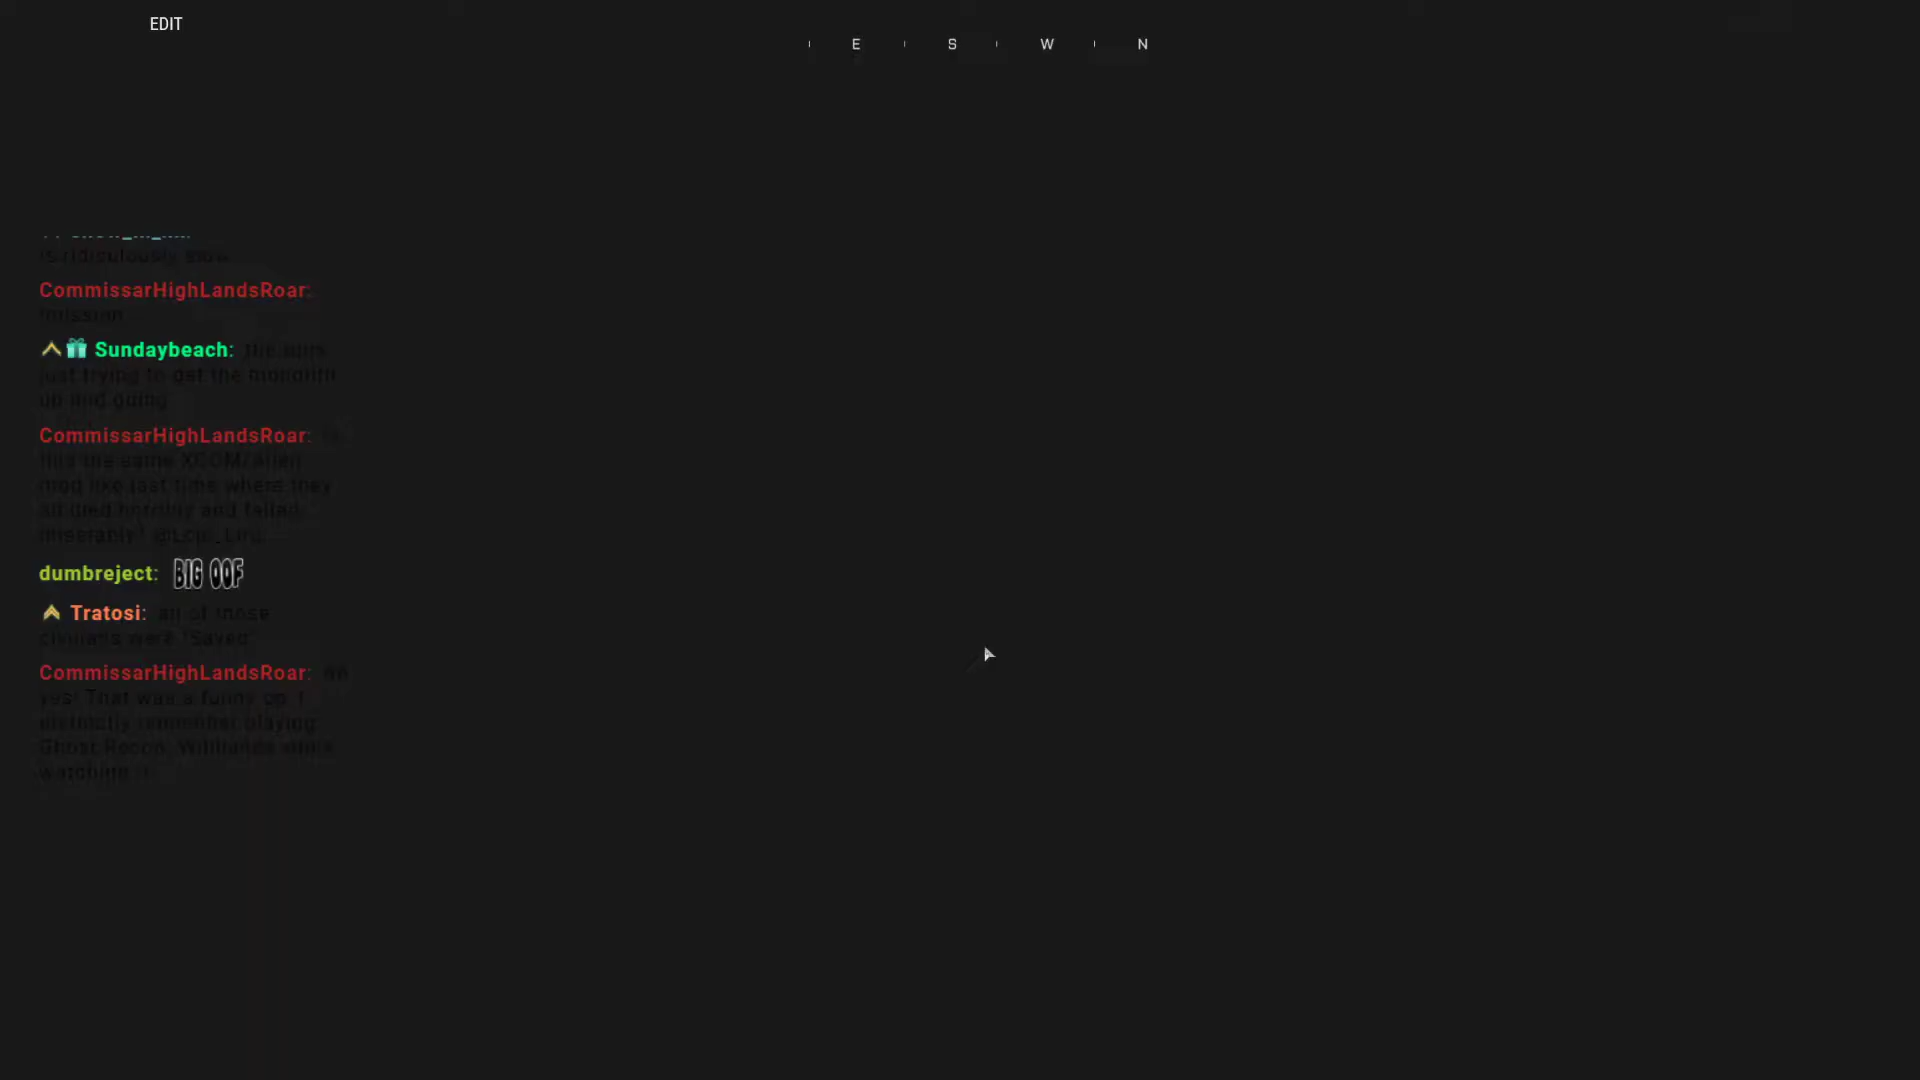 EDIT
E S W N
is ridiculously slow
CommissarHighLandsRoar:
!mission
Sundaybeach: the
just trying to get the monolith
up and going
CommissarHighLandsRoar: is
this the same XCOM/Alien
mod like last time where they
all died horribly and failed
miserably?
dumbreject: BIG OOF
Tratosi: all of those
civilians were "Saved"
CommissarHighLandsRoar:
yes! That was a funny op. I
distinctly remember playing
Ghost Recon: Wildlands while
watching it